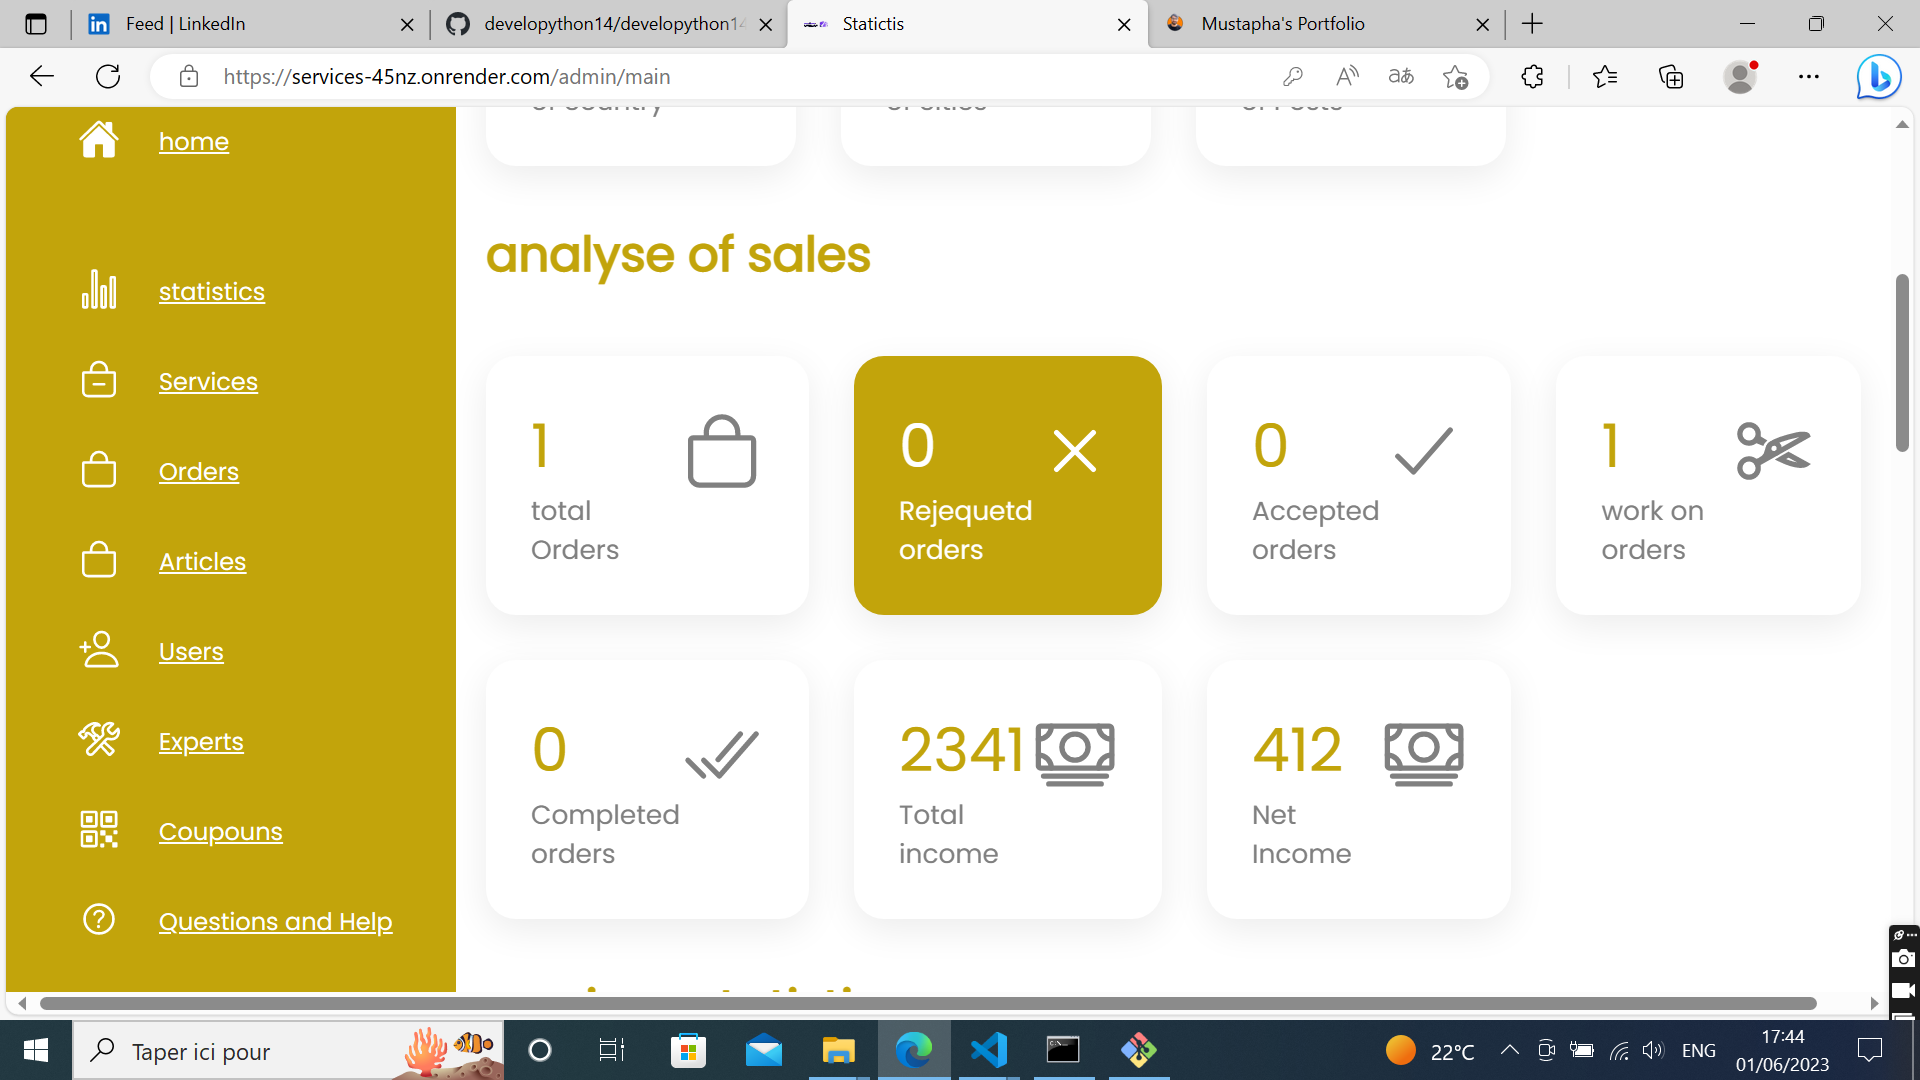 Feed | LinkedIn
developython14/developython14
Statictis
Mustapha's Portfolio
https://services-45nz.onrender.com/admin/main
home
statistics
Services
Orders
Articles
Users
Experts
Coupouns
Questions and Help
analyse of sales
1
total
Orders
0
Rejequetd
orders
0
Accepted
orders
1
work on
orders
0
Completed
orders
2341
Total
income
412
Net
Income
Taper ici pour
22°C
ENG
17:44
01/06/2023